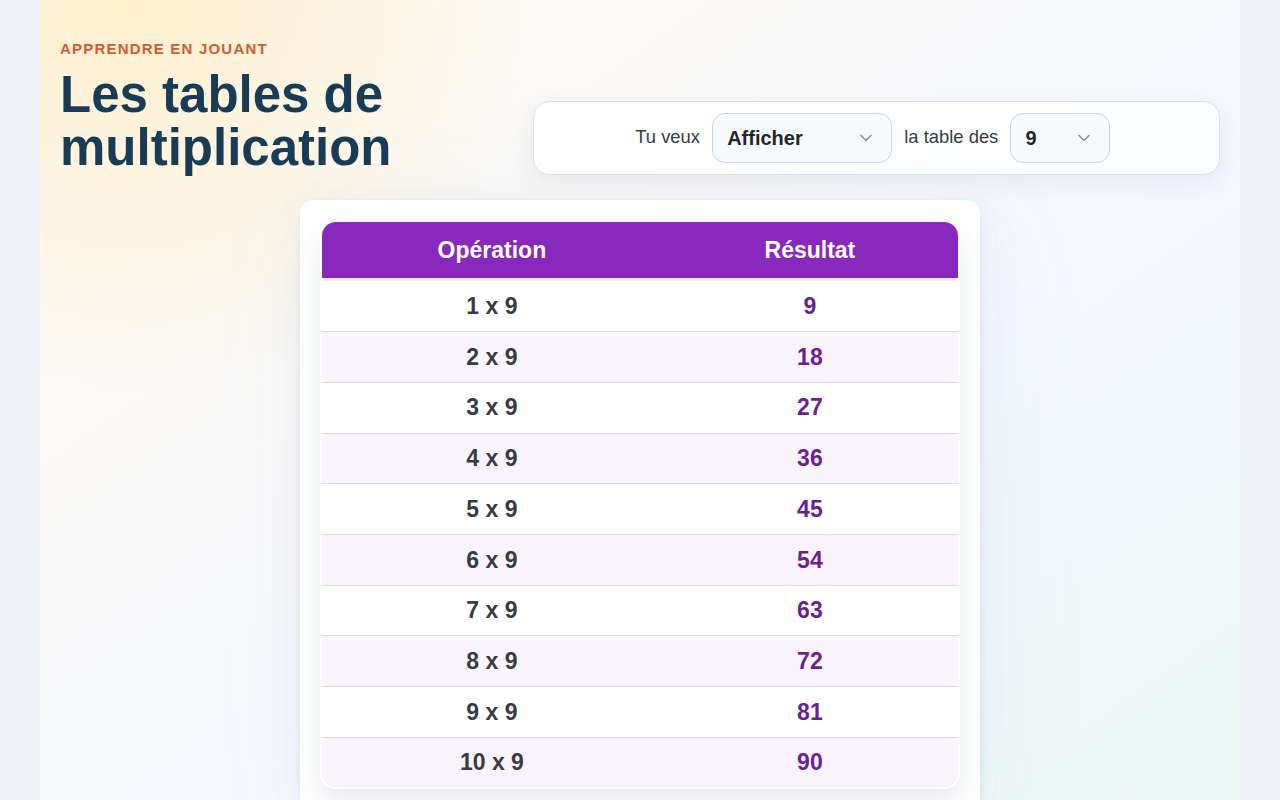 APPRENDRE EN JOUANT
Les tables de
multiplication
Tu veux Afficher la table des 9
Opération Résultat
1 x 9 9
2 x 9 18
3 x 9 27
4 x 9 36
5 x 9 45
6 x 9 54
7 x 9 63
8 x 9 72
9 x 9 81
10 x 9 90